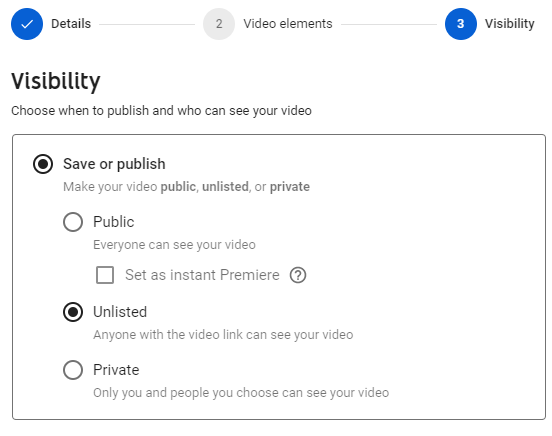 Details 2 Video elements 3 Visibility
Visibility
Choose when to publish and who can see your video
Save or publish
Make your video public, unlisted, or private
Public
Everyone can see your video
Set as instant Premiere ?
Unlisted
Anyone with the video link can see your video
Private
Only you and people you choose can see your video